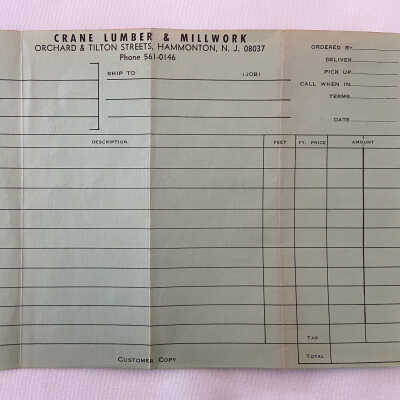 CRANE LUMBER & MILLWORK
ORCHARD & TILTON STREETS, HAMMONTON, N. J. 08037
Phone 561-0146
ORDERED BY
DELIVER
PICK UP
CALL WHEN IN
TERMS
DATE
SHIP TO (JOB)
DESCRIPTION FEET FT. PRICE AMOUNT
TAX
TOTAL
CUSTOMER COPY